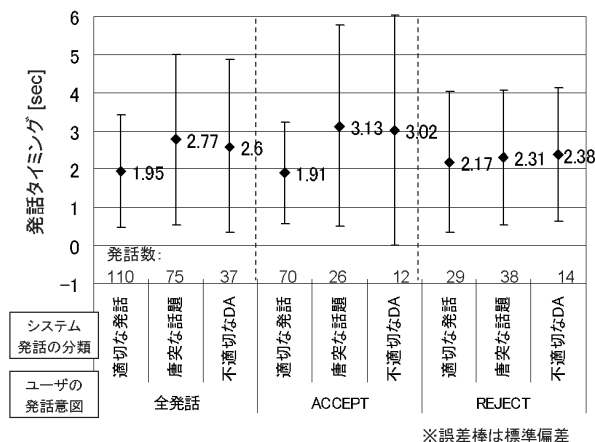 発話タイミング [sec]
6
5
4
3
2
1
0
-1
1.95
2.77
2.6
1.91
3.13
3.02
2.17
2.31
2.38
発話数:
110 75 37 70 26 12 29 38 14
システム
発話の分類
適切な発話
唐突な話題
不適切なDA
適切な発話
唐突な話題
不適切なDA
適切な発話
唐突な話題
不適切なDA
ユーザの
発話意図
全発話 ACCEPT REJECT
※誤差棒は標準偏差